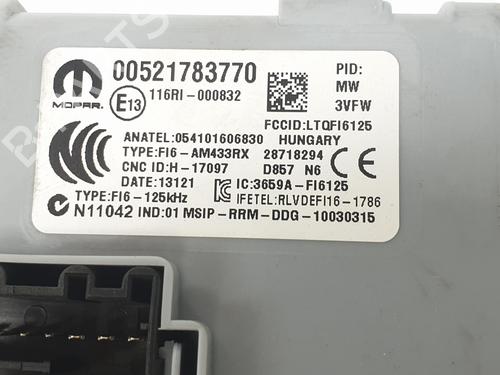 MOPAR.
00521783770
PID:
MW
3VFW
E13
116RI-000832
FCCID:LTQFI6125
ANATEL:054101606830 HUNGARY
TYPE:FI6-AM433RX 28718294
CNC ID:H-17097 D857 N6
DATE:13121 IC:3659A-FI6125
TYPE:FI6-125kHz IFETEL:RLVDEFI16-1786
N11042 IND:01 MSIP-RRM-DDG-10030315